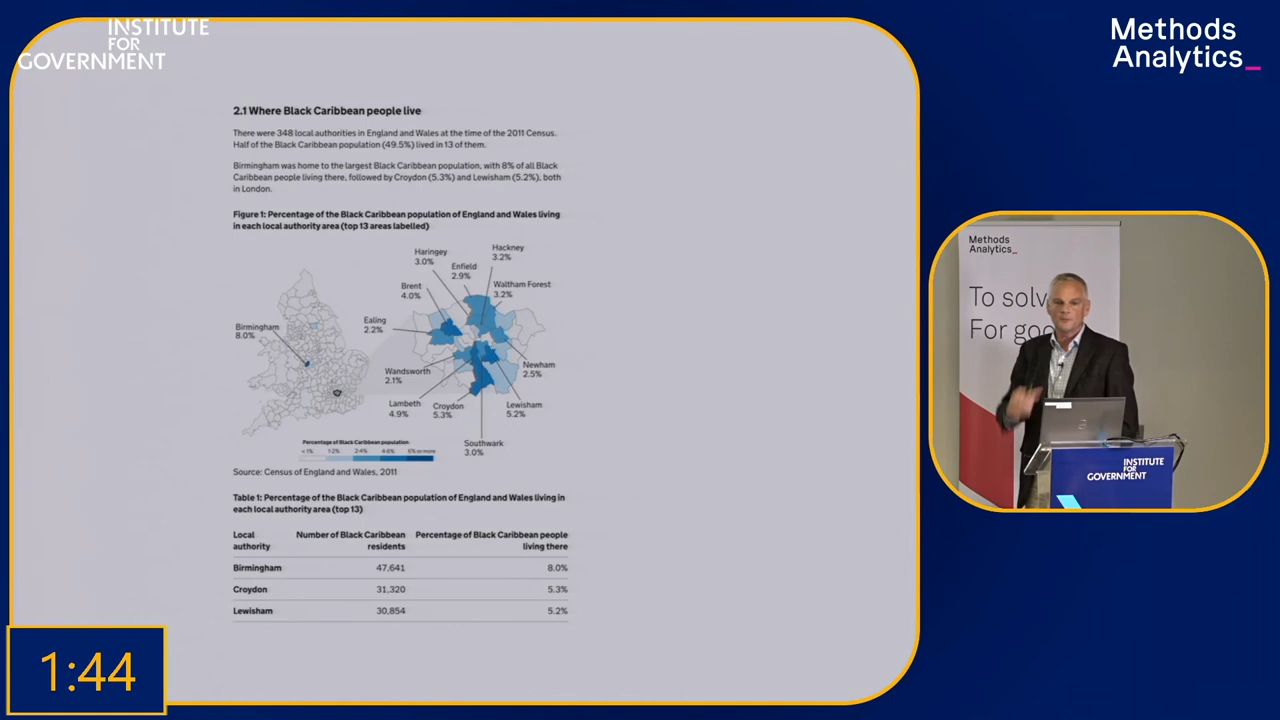 INSTITUTE
FOR
GOVERNMENT
Methods
Analytics_
2.1 Where Black Caribbean people live
There were 348 local authorities in England and Wales at the time of the 2011 Census.
Half of the Black Caribbean population (49.5%) lived in 13 of them.
Birmingham was home to the largest Black Caribbean population, with 8% of all Black
Caribbean people living there, followed by Croydon (5.3%) and Lewisham (5.2%), both
in London.
Figure 1: Percentage of the Black Caribbean population of England and Wales living
in each local authority area (top 13 areas labelled)
Haringey
3.0%
Hackney
3.2%
Enfield
2.9%
Brent
4.0%
Waltham Forest
3.2%
Ealing
2.2%
Birmingham
8.0%
Wandsworth
2.1%
Newham
2.5%
Lambeth
4.9%
Croydon
5.3%
Lewisham
5.2%
Southwark
3.0%
Percentage of Black Caribbean population
<1% 1-2% 2-4% 4-6% 6% or more
Source: Census of England and Wales, 2011
Table 1: Percentage of the Black Caribbean population of England and Wales living in
each local authority area (top 13)
Local authority
Number of Black Caribbean residents
Percentage of Black Caribbean people living there
Birmingham 47,641 8.0%
Croydon 31,320 5.3%
Lewisham 30,854 5.2%
1:44
Methods
Analytics_
To solv
For goo
INSTITUTE
FOR
GOVERNMENT